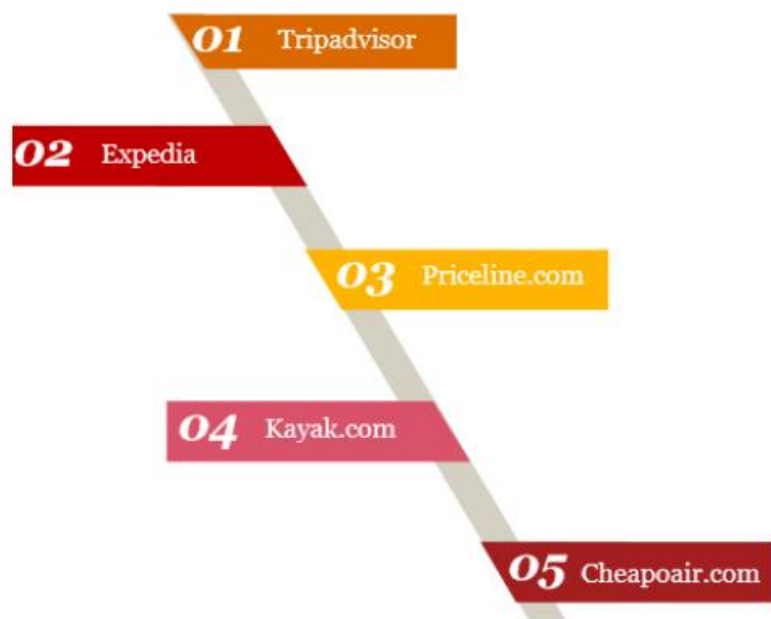 01 Tripadvisor
02 Expedia
03 Priceline.com
04 Kayak.com
05 Cheapoair.com